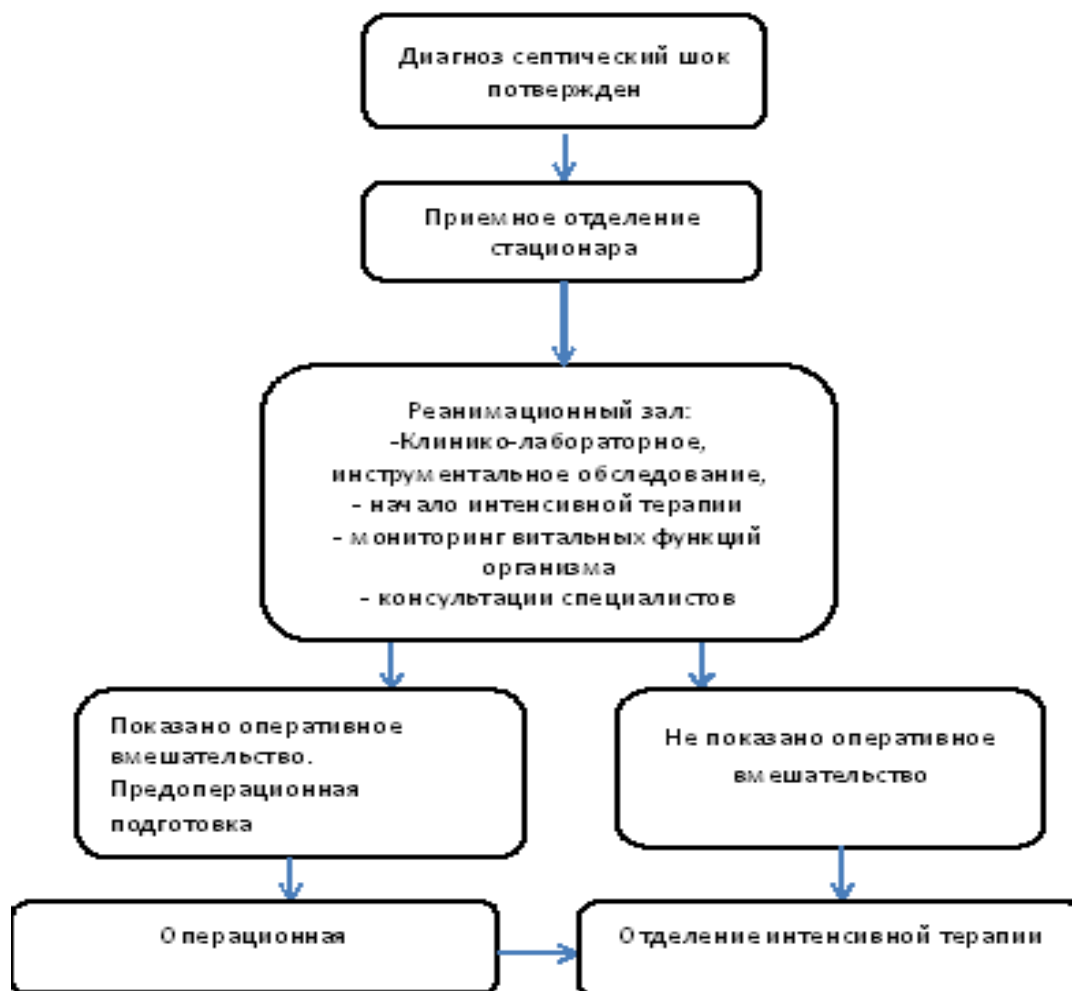 Диагноз септический шок
потвержден
Приемное отделение
стационара
Реанимационный зал:
-Клинико-лабораторное,
инструментальное обследование,
- начало интенсивной терапии
- мониторинг витальных функций
организма
- консультации специалистов
Показано оперативное
вмешательство.
Предоперационная
подготовка
Не показано оперативное
вмешательство
Операционная
Отделение интенсивной терапии